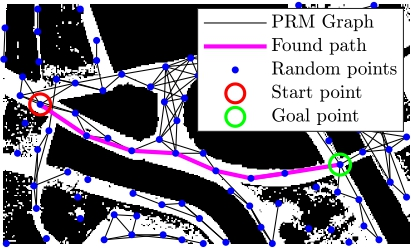 PRM Graph
Found path
Random points
Start point
Goal point